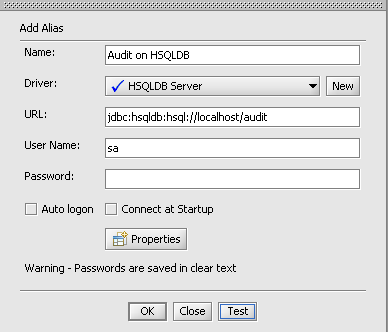 Add Alias
Name: Audit on HSQLDB
Driver: HSQLDB Server New
URL: jdbc:hsqldb:hsql://localhost/audit
User Name: sa
Password:
Auto logon Connect at Startup
Properties
Warning - Passwords are saved in clear text
OK Close Test